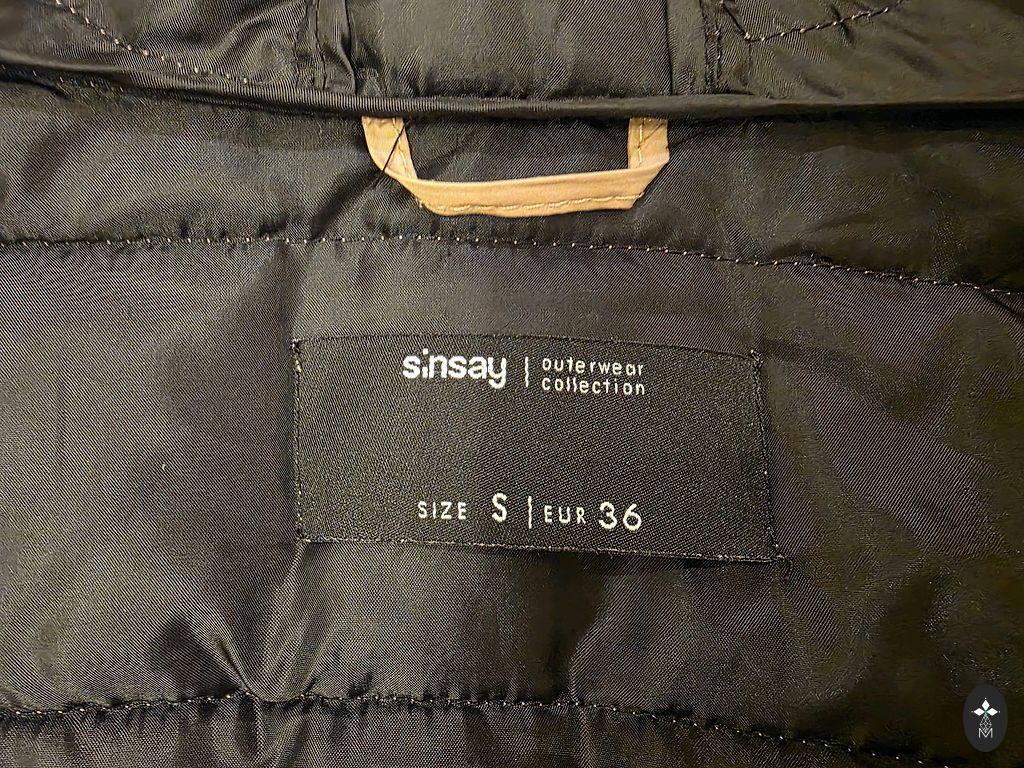 sinsay | outerwear
collection
SIZE S | EUR 36
M